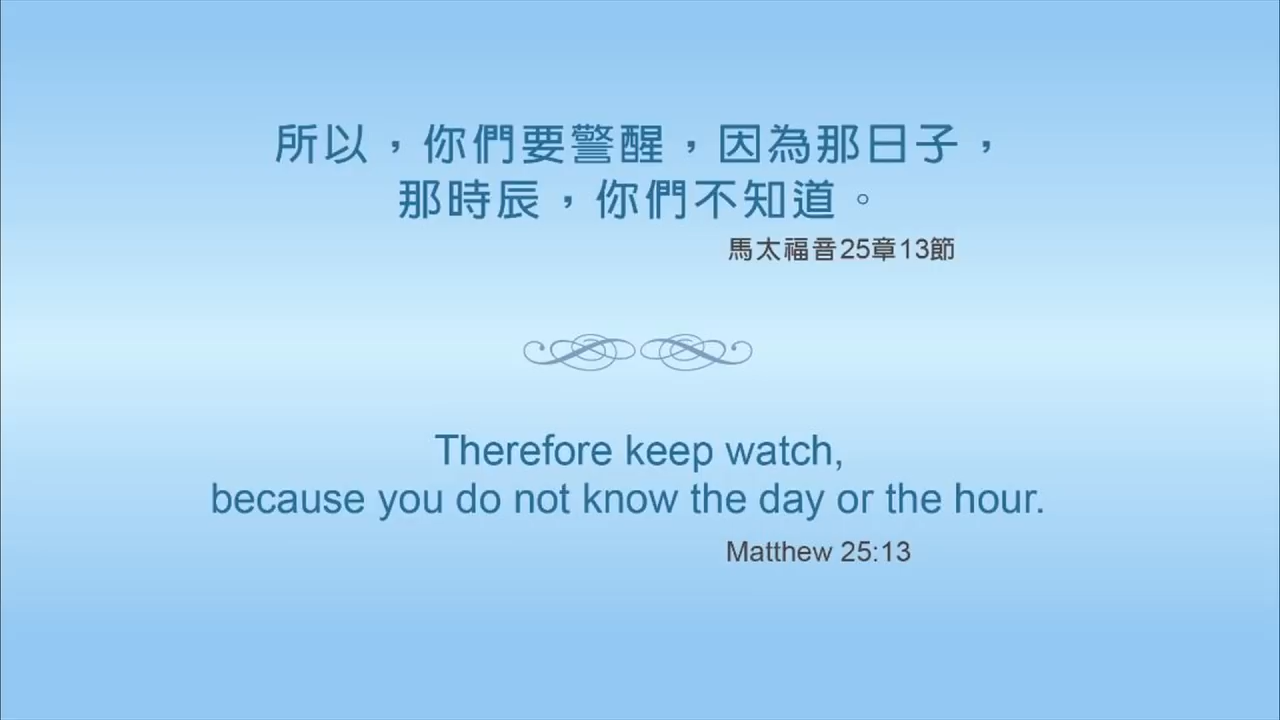 所以，你們要警醒，因為那日子，
那時辰，你們不知道。
馬太福音25章13節
Therefore keep watch,
because you do not know the day or the hour.
Matthew 25:13